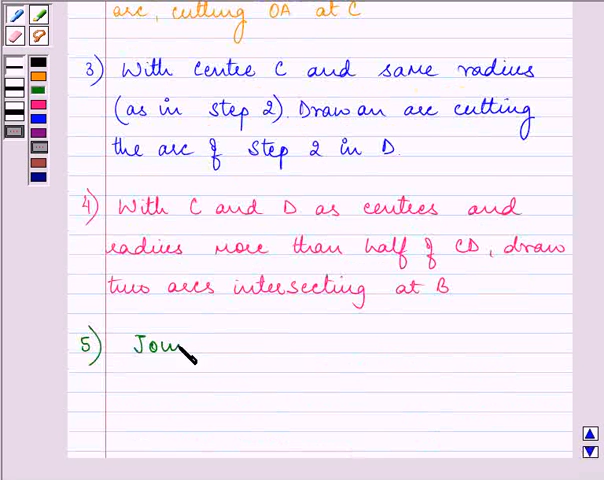 arc, cutting OA at C
3) With centre C and same radius
(as in step 2). Draw an arc cutting
the arc of step 2 in D.
4) With C and D as centres and
radius more than half of CD, draw
two arcs intersecting at B
5) Join